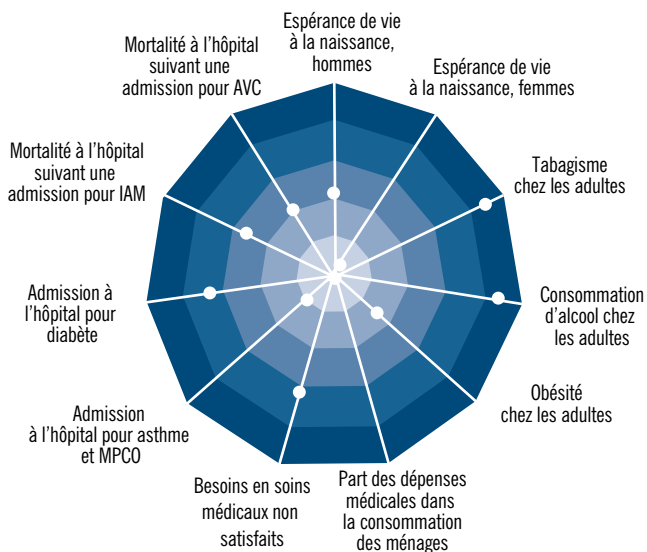 Espérance de vie
à la naissance,
hommes
Espérance de vie
à la naissance, femmes
Tabagisme
chez les adultes
Consommation
d'alcool chez
les adultes
Obésité
chez les adultes
Part des dépenses
médicales dans
la consommation
des ménages
Besoins en soins
médicaux non
satisfaits
Admission
à l'hôpital pour asthme
et MPCO
Admission à
l'hôpital pour
diabète
Mortalité à l'hôpital
suivant une
admission pour IAM
Mortalité à l'hôpital
suivant une
admission pour AVC